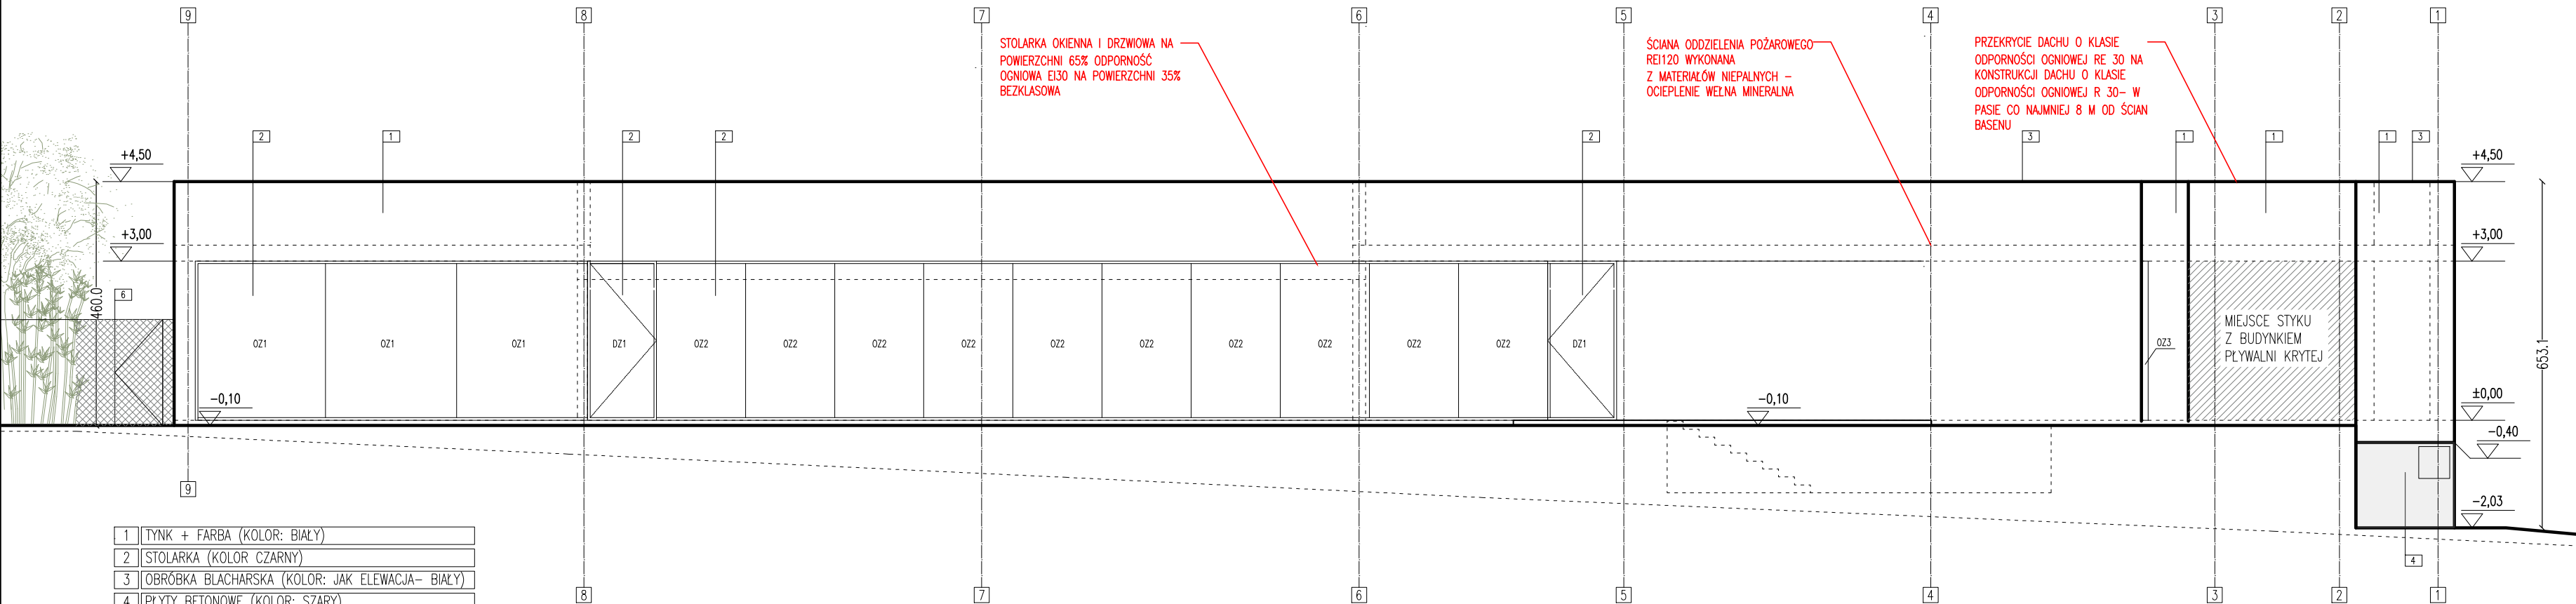 9 8 7 6 5 4 3 2 1
STOLARKA OKIENNA I DRZWIOWA NA
POWIERZCHNI 65% ODPORNOŚĆ
OGNIOWA EI30 NA POWIERZCHNI 35%
BEZKLASOWA
ŚCIANA ODDZIELENIA POŻAROWEGO
REI120 WYKONANA
Z MATERIAŁÓW NIEPALNYCH –
OCIEPLENIE WEŁNA MINERALNA
PRZEKRYCIE DACHU O KLASIE
ODPORNOŚCI OGNIOWEJ RE 30 NA
KONSTRUKCJI DACHU O KLASIE
ODPORNOŚCI OGNIOWEJ R 30– W
PASIE CO NAJMNIEJ 8 M OD ŚCIAN
BASENU
2 1 2 2 2 3 1 1 1 3
+4,50 +4,50
+3,00 +3,00
6
460.0
653.1
OZ1 OZ1 OZ1 DZ1 OZ2 OZ2 OZ2 OZ2 OZ2 OZ2 OZ2 OZ2 OZ2 OZ2 DZ1 OZ3
MIEJSCE STYKU
Z BUDYNKIEM
PŁYWALNI KRYTEJ
–0,10 –0,10 ±0,00
–0,40
–2,03
9
4
1 TYNK + FARBA (KOLOR: BIAŁY)
2 STOLARKA (KOLOR CZARNY)
3 OBRÓBKA BLACHARSKA (KOLOR: JAK ELEWACJA– BIAŁY)
4 PŁYTY BETONOWE (KOLOR: SZARY)
8 7 6 5 4 3 2 1